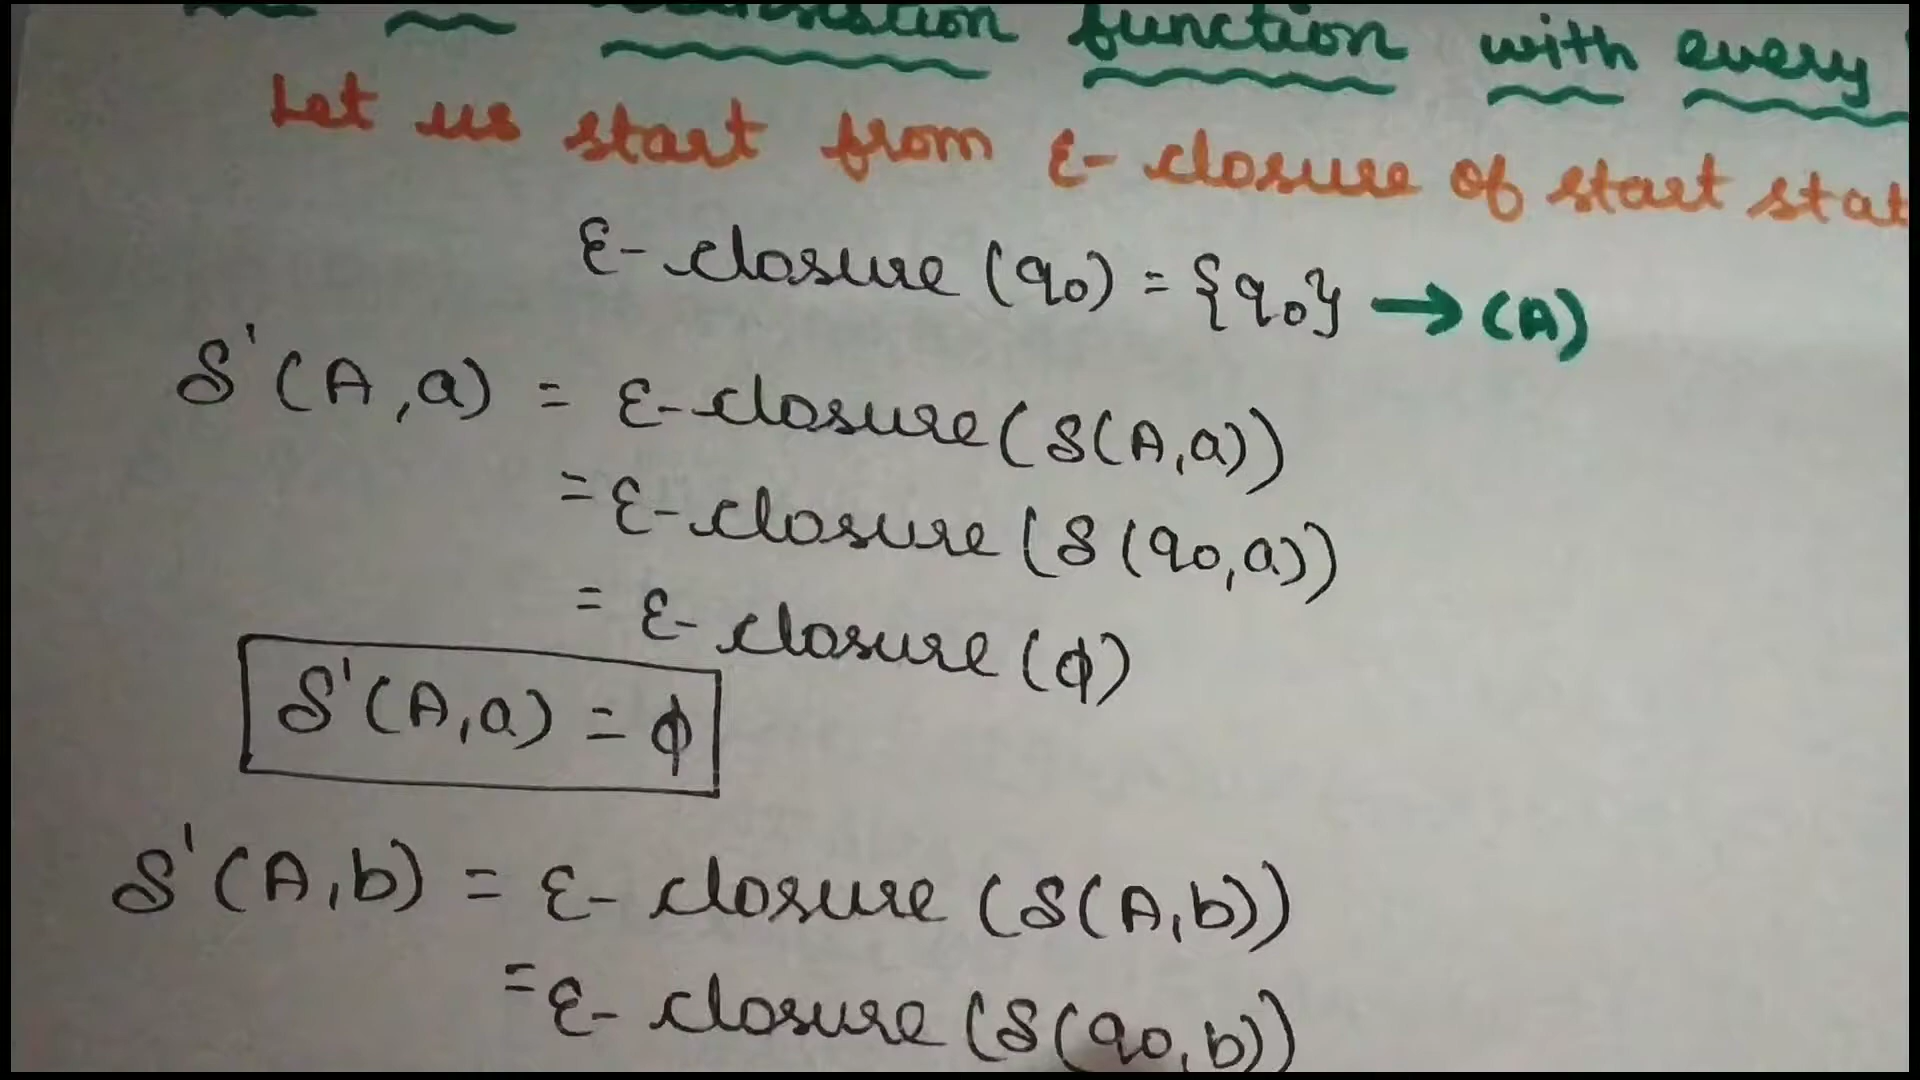 function with every
Let us start from ε-closure of start stat
ε-closure (q0) = {q0} → (A)
δ'(A,a) = ε-closure(δ(A,a))
= ε-closure (δ(q0,a))
= ε-closure (ϕ)
δ'(A,a) = ϕ
δ'(A,b) = ε-closure (δ(A,b))
= ε-closure (δ(q0,b))